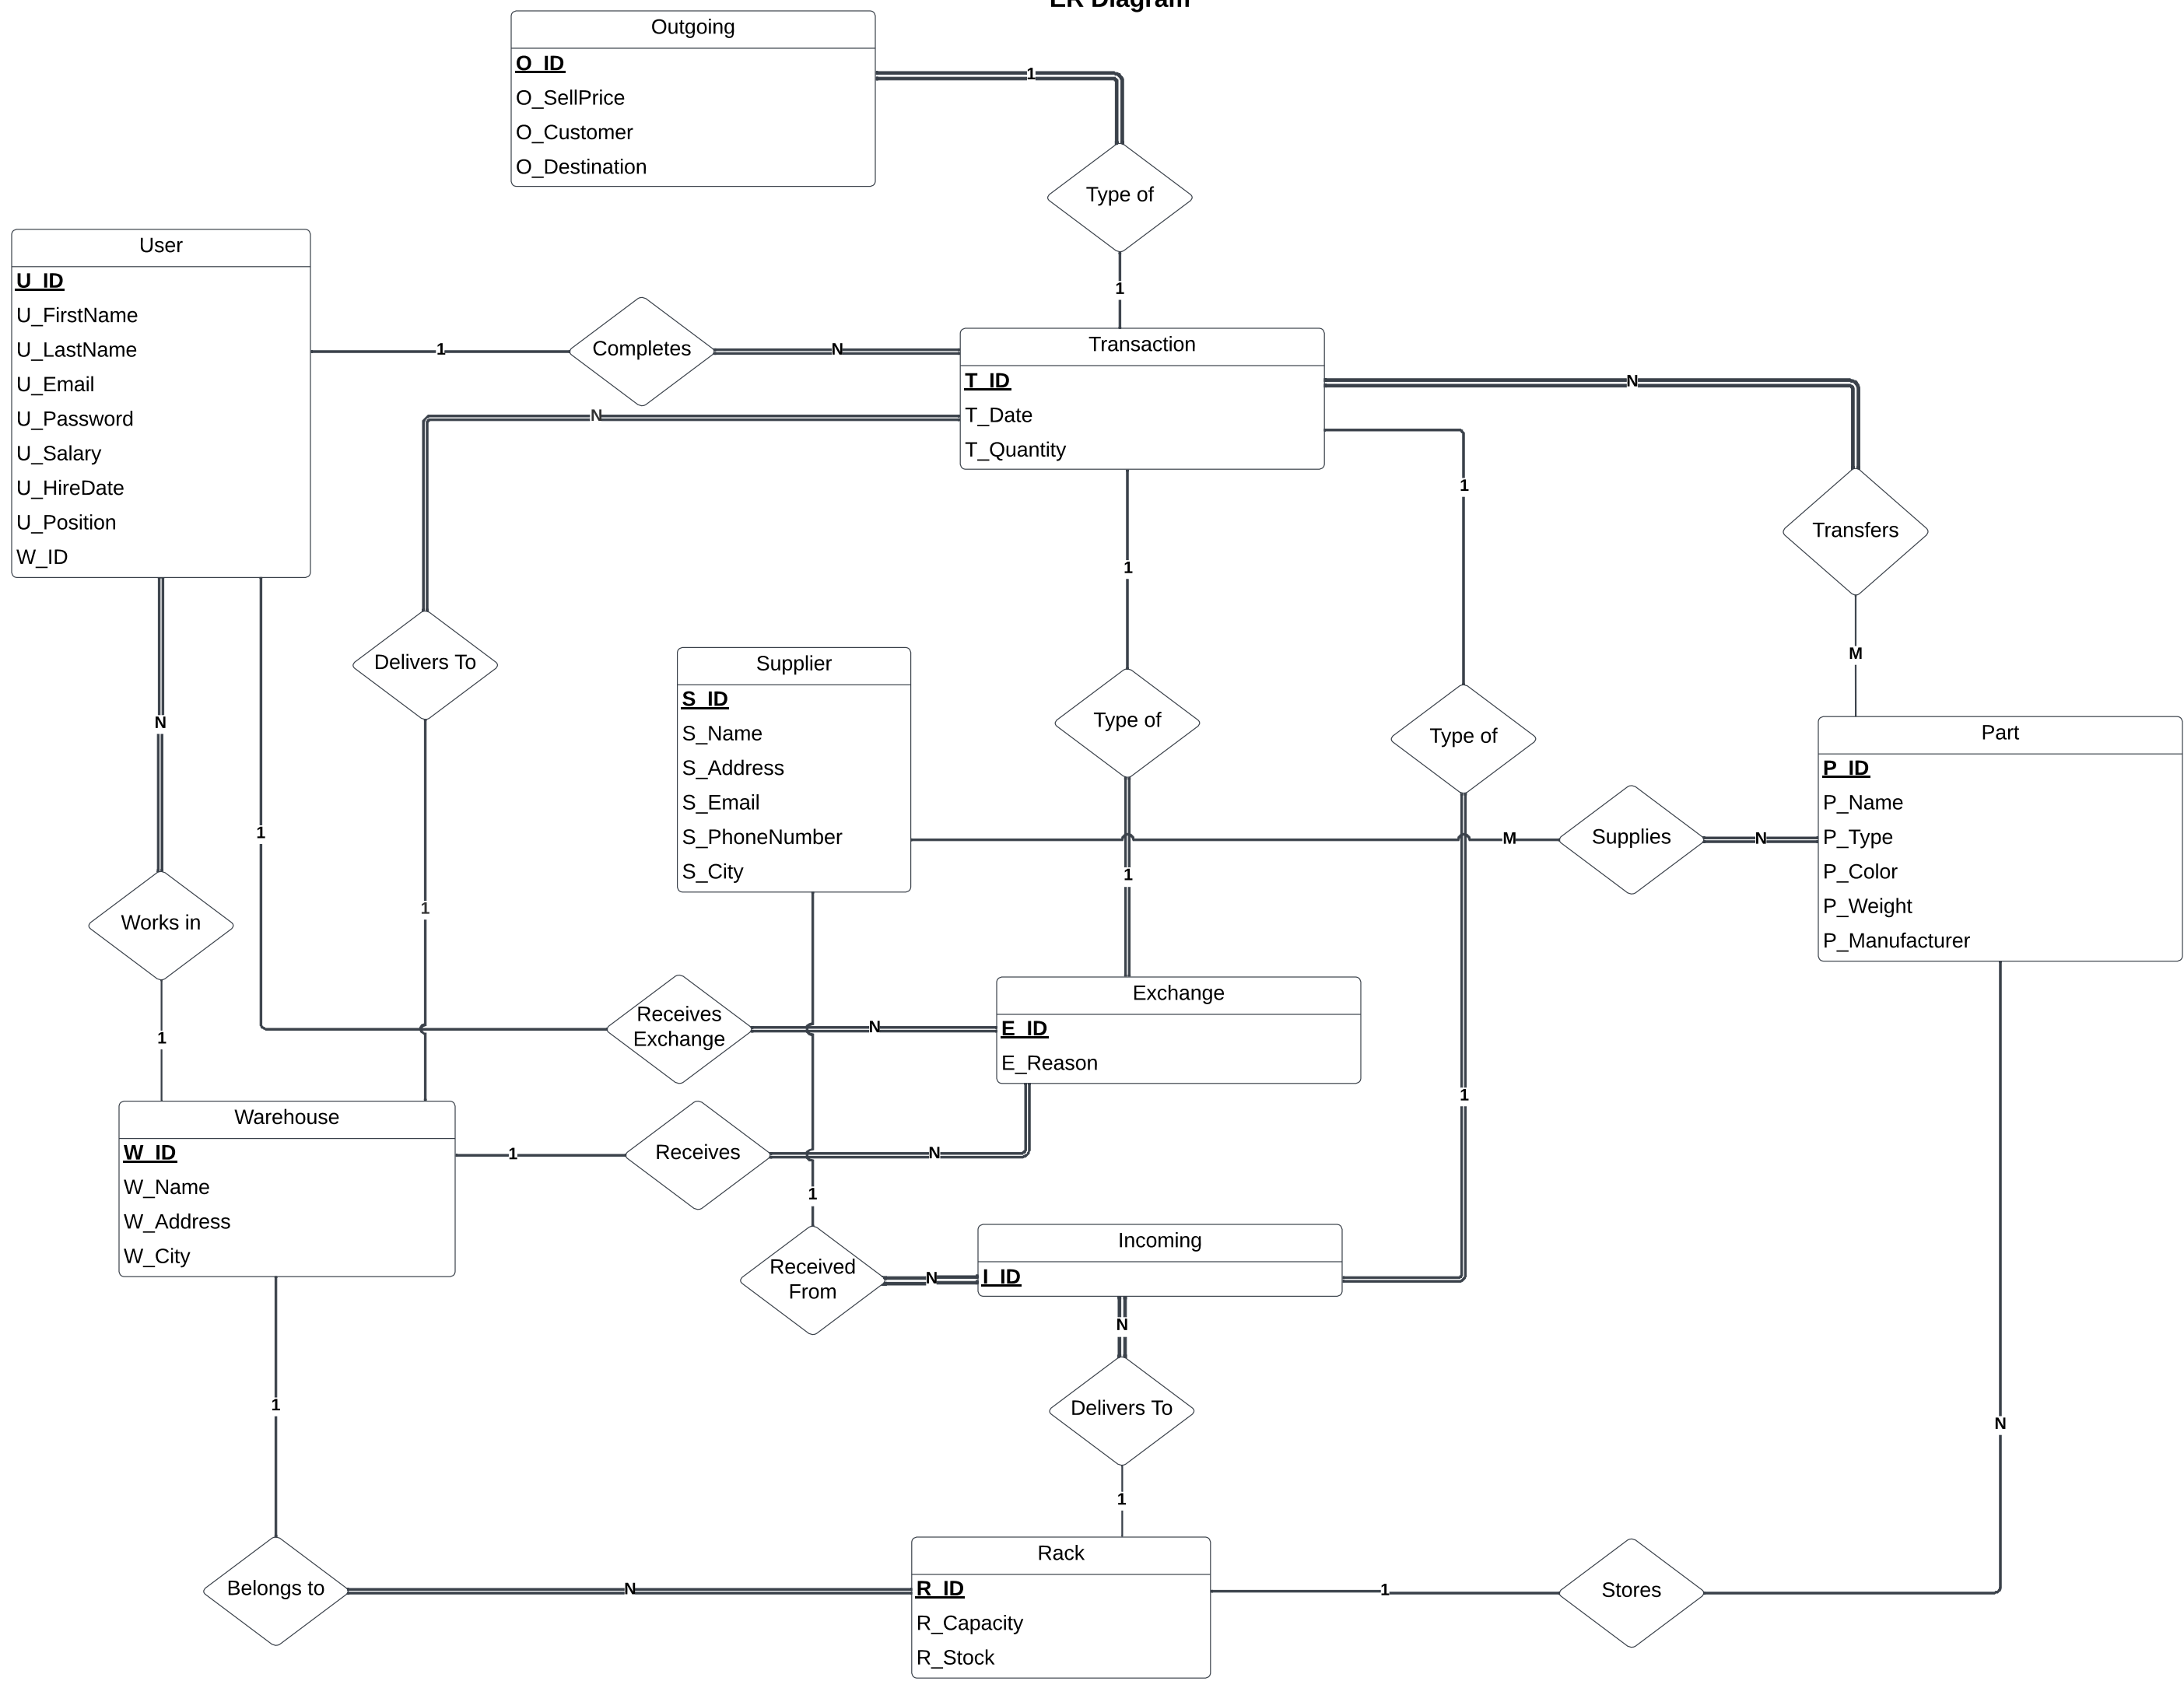 ER Diagram
Outgoing
O_ID
O_SellPrice
O_Customer
O_Destination
1
Type of
1
User
U_ID
U_FirstName
U_LastName
U_Email
U_Password
U_Salary
U_HireDate
U_Position
W_ID
1
Completes
N
Transaction
T_ID
T_Date
T_Quantity
N
N
1
1
Transfers
M
Delivers To
Supplier
S_ID
S_Name
S_Address
S_Email
S_PhoneNumber
S_City
Type of
Type of
Part
P_ID
P_Name
P_Type
P_Color
P_Weight
P_Manufacturer
N
1
M
Supplies
N
1
1
Works in
1
Receives
Exchange
N
Exchange
E_ID
E_Reason
1
Warehouse
W_ID
W_Name
W_Address
W_City
1
Receives
N
1
Received
From
N
Incoming
I_ID
N
Delivers To
1
1
N
Belongs to
N
Rack
R_ID
R_Capacity
R_Stock
1
Stores